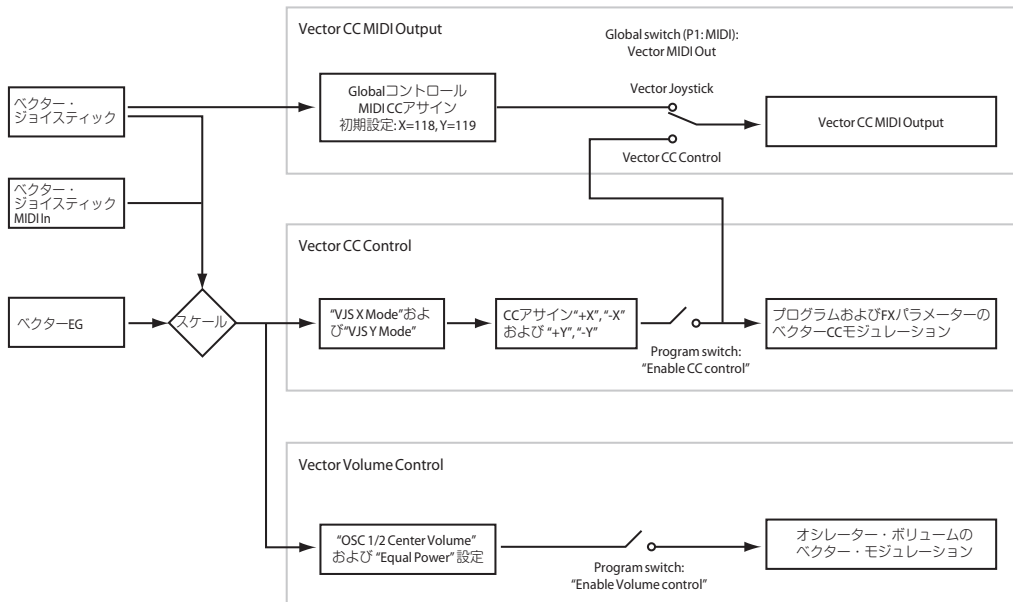 Vector CC MIDI Output
Global switch (P1: MIDI):
Vector MIDI Out
ベクター・
ジョイスティック
Globalコントロール
MIDI CCアサイン
初期設定: X=118, Y=119
Vector Joystick
Vector CC Control
Vector CC MIDI Output
ベクター・
ジョイスティック
MIDI In
Vector CC Control
ベクターEG
スケール
“VJS X Mode”およ
び“VJS Y Mode”
CCアサイン“+X”, “-X”
および “+Y”, “-Y”
Program switch:
“Enable CC control”
プログラムおよびFXパラメーターの
ベクターCCモジュレーション
Vector Volume Control
“OSC 1/2 Center Volume”
および “Equal Power” 設定
Program switch:
“Enable Volume control”
オシレーター・ボリュームの
ベクター・モジュレーション